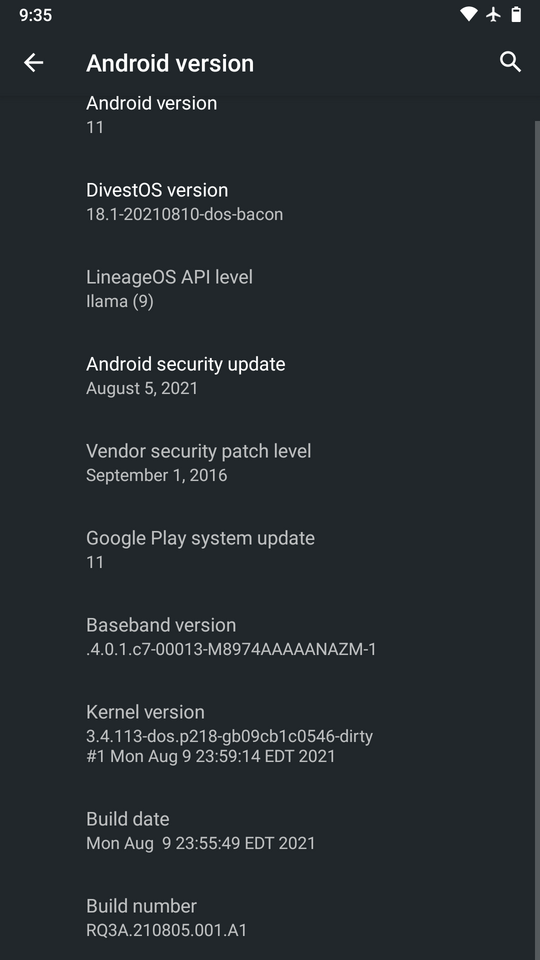 9:35
Android version
Android version
11
DivestOS version
18.1-20210810-dos-bacon
LineageOS API level
Ilama (9)
Android security update
August 5, 2021
Vendor security patch level
September 1, 2016
Google Play system update
11
Baseband version
.4.0.1.c7-00013-M8974AAAAANAZM-1
Kernel version
3.4.113-dos.p218-gb09cb1c0546-dirty
#1 Mon Aug 9 23:59:14 EDT 2021
Build date
Mon Aug  9 23:55:49 EDT 2021
Build number
RQ3A.210805.001.A1